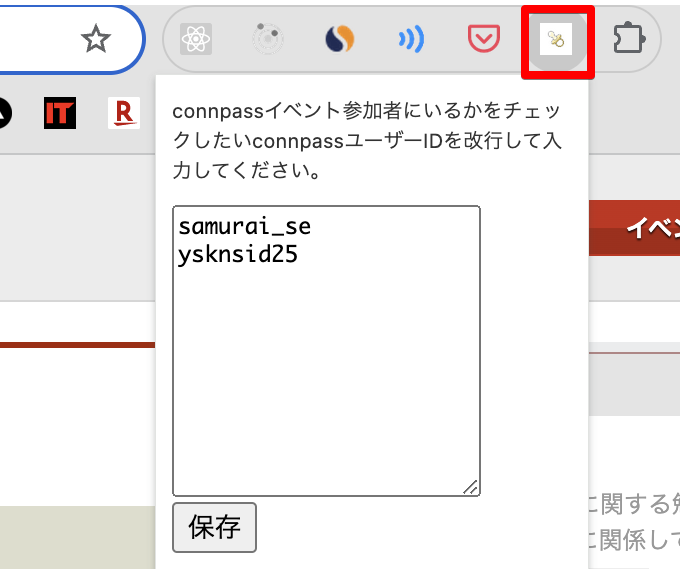 IT
R
connpassイベント参加者にいるかをチェッ
クしたいconnpassユーザーIDを改行して入
力してください。
samurai_se
ysknsid25
保存
イベン
に関する勉
に関係して